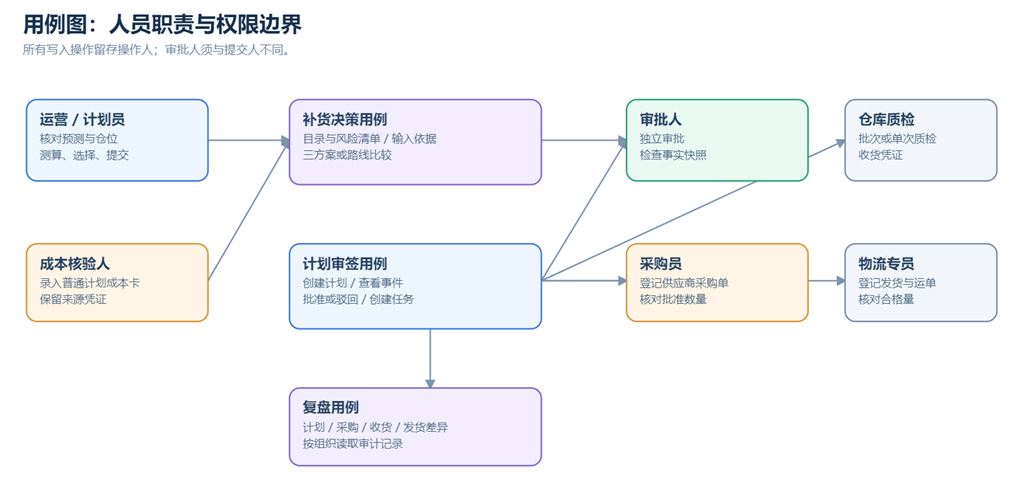 用例图：人员职责与权限边界
所有写入操作留存操作人；审批人须与提交人不同。
运营 / 计划员
核对预测与仓位
测算、选择、提交
补货决策用例
目录与风险清单 / 输入依据
三方案或路线比较
审批人
独立审批
检查事实快照
仓库质检
批次或单次质检
收货凭证
成本核验人
录入普通计划成本卡
保留来源凭证
计划审签用例
创建计划 / 查看事件
批准或驳回 / 创建任务
采购员
登记供应商采购单
核对批准数量
物流专员
登记发货与运单
核对合格量
复盘用例
计划 / 采购 / 收货 / 发货差异
按组织读取审计记录